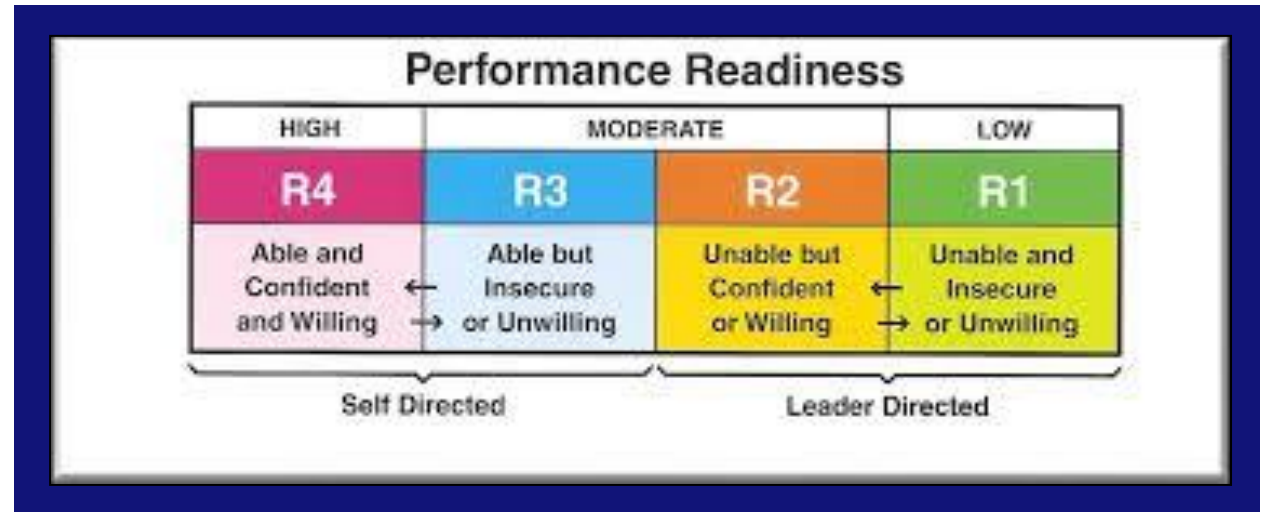 Performance Readiness
HIGH MODERATE LOW
R4 R3 R2 R1
Able and Confident ← and Willing →
Able but Insecure or Unwilling
Unable but Confident ← or Willing →
Unable and Insecure or Unwilling
Self Directed Leader Directed